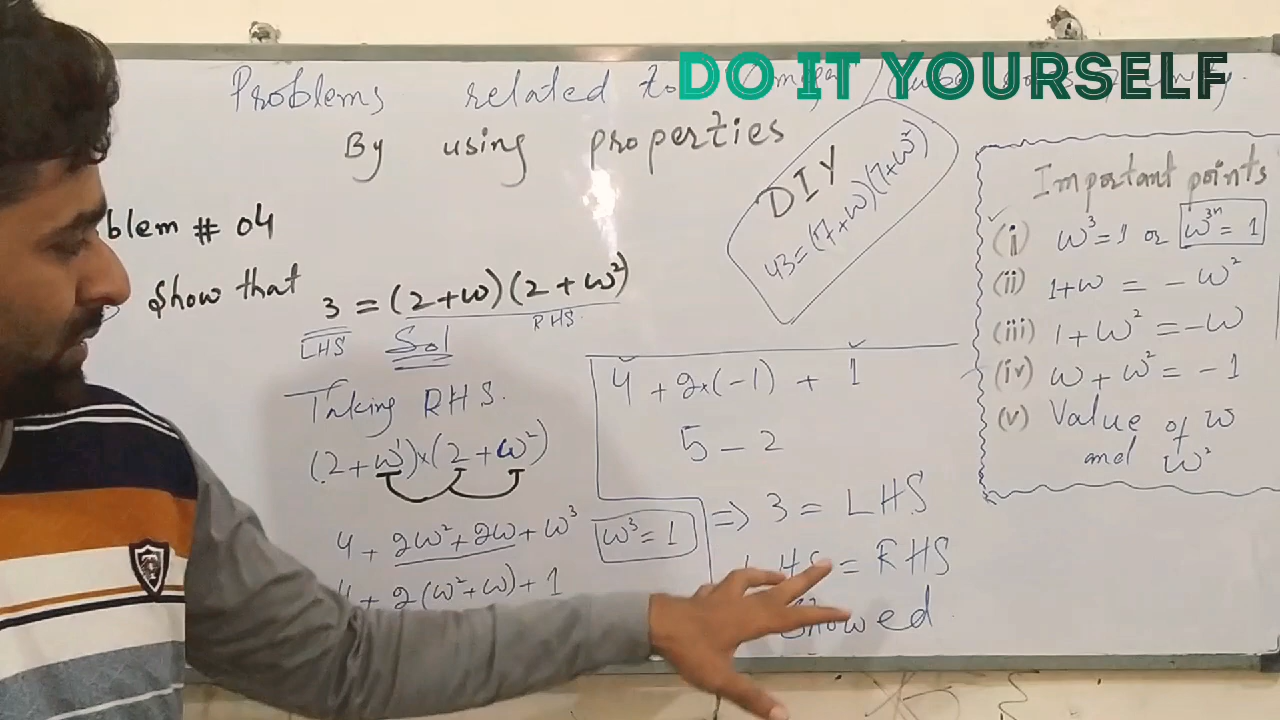 DO IT YOURSELF
Problems related to
By using properties
blem # 04
Show that 3 = (2+ω)(2+ω²)
LHS
RHS
Sol
Taking RHS.
(2+ω)×(2+ω²)
4 + 2ω² + 2ω + ω³
ω³ = 1
4 + 2(ω²+ω) + 1
4 + 2×(-1) + 1
5 - 2
⇒ 3 = LHS
= RHS
Showed
DIY
43 = (7+ω)(7+ω²)
Important points
(i) ω³=1 or ω³ⁿ = 1
(ii) 1+ω = -ω²
(iii) 1+ω² = -ω
(iv) ω+ω² = -1
(v) Value of ω
and ω²